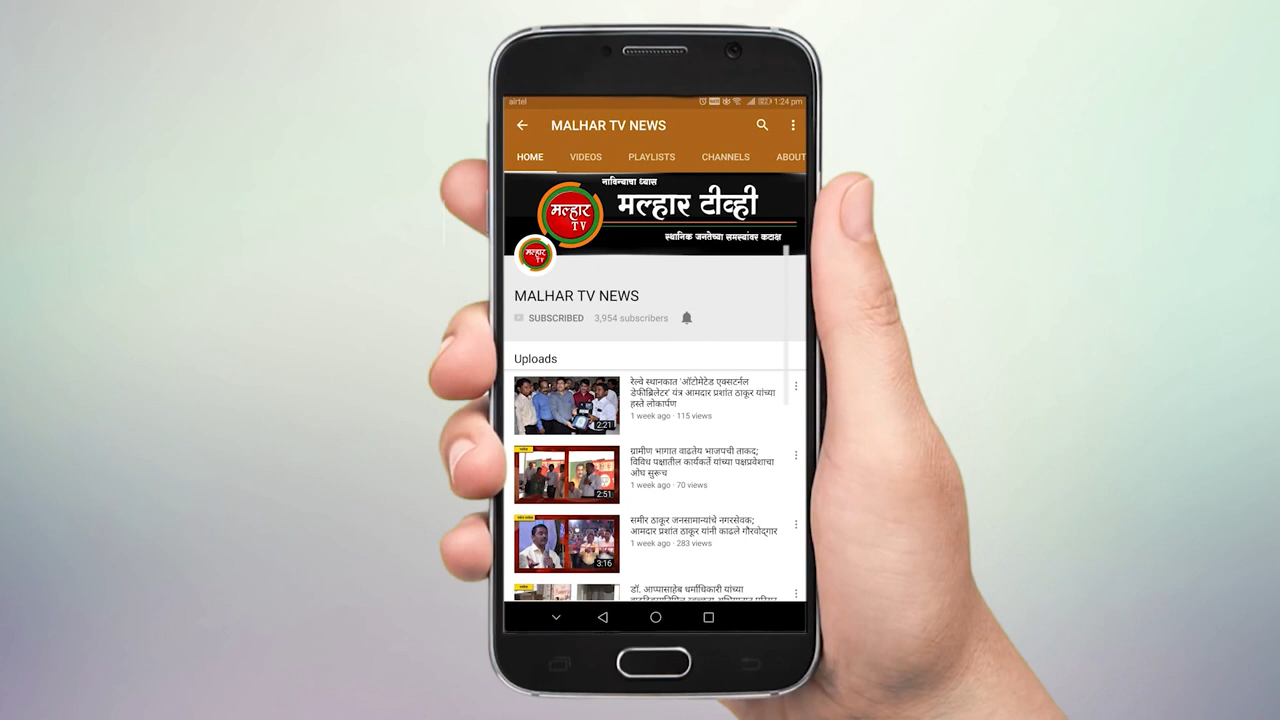 airtel
1:24 pm
MALHAR TV NEWS
HOME VIDEOS PLAYLISTS CHANNELS ABOUT
नाविन्याचा ध्यास
मल्हार टीव्ही
मल्हार
TV
स्थानिक जनतेच्या समस्यांवर कटाक्ष
मल्हार
TV
MALHAR TV NEWS
SUBSCRIBED 3,954 subscribers
Uploads
रेल्वे स्थानकात 'ऑटोमेटेड एक्सटर्नल
डेफीब्रिलेटर' यंत्र आमदार प्रशांत ठाकूर यांच्या
हस्ते लोकार्पण
1 week ago · 115 views
2:21
ग्रामीण भागात वाढतेय भाजपची ताकद;
विविध पक्षातील कार्यकर्ते यांच्या पक्षप्रवेशाचा
ओघ सुरूच
1 week ago · 70 views
2:51
समीर ठाकूर जनसामान्यांचे नगरसेवक;
आमदार प्रशांत ठाकूर यांनी काढले गौरवोद्गार
1 week ago · 283 views
3:16
डॉ. आप्पासाहेब धर्माधिकारी यांच्या